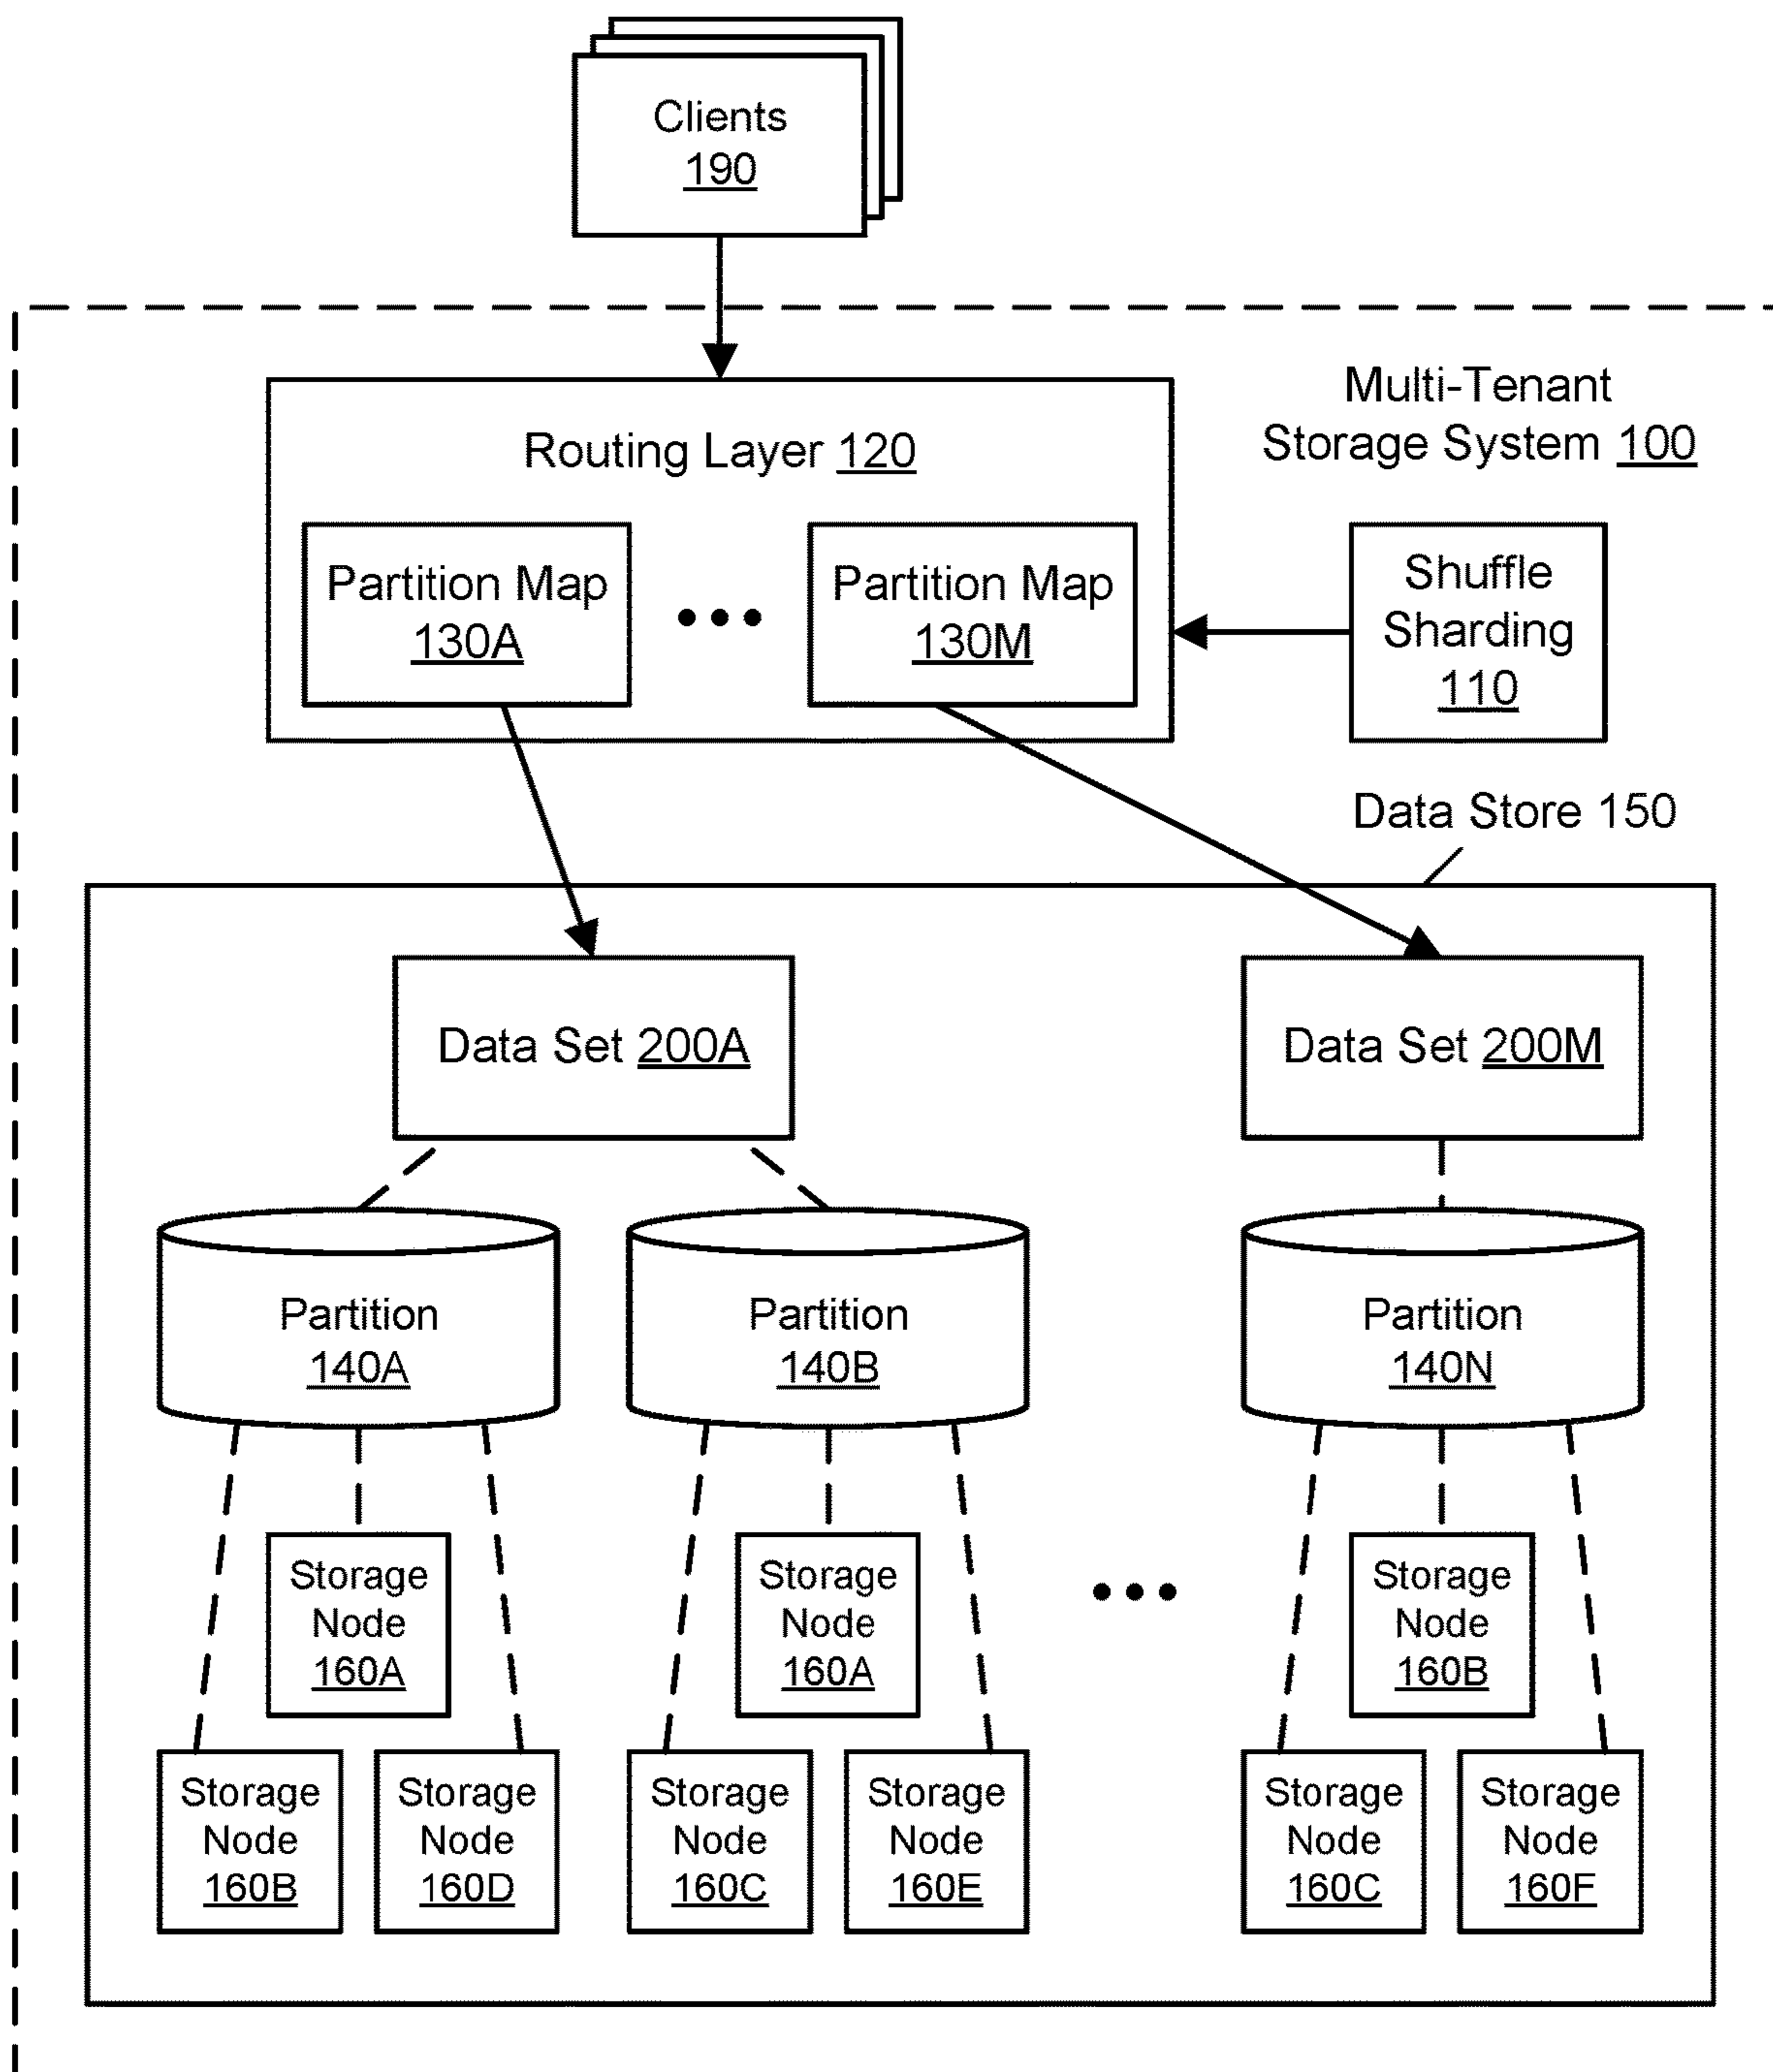 Clients
190
Multi-Tenant
Storage System 100
Routing Layer 120
Partition Map
130A
Partition Map
130M
Shuffle
Sharding
110
Data Store 150
Data Set 200A
Data Set 200M
Partition
140A
Partition
140B
Partition
140N
Storage
Node
160A
Storage
Node
160A
Storage
Node
160B
Storage
Node
160B
Storage
Node
160D
Storage
Node
160C
Storage
Node
160E
Storage
Node
160C
Storage
Node
160F